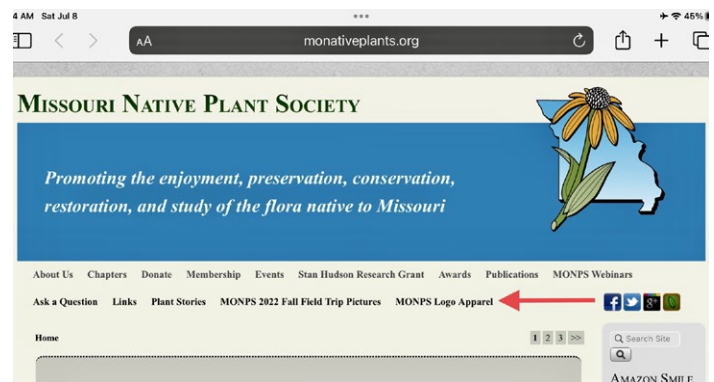 4 AM Sat Jul 8
45%
AA monativeplants.org
MISSOURI NATIVE PLANT SOCIETY
Promoting the enjoyment, preservation, conservation,
restoration, and study of the flora native to Missouri
About Us Chapters Donate Membership Events Stan Hudson Research Grant Awards Publications MONPS Webinars
Ask a Question Links Plant Stories MONPS 2022 Fall Field Trip Pictures MONPS Logo Apparel
f g+
Home 1 2 3 >>
Search Site
AMAZON SMILE